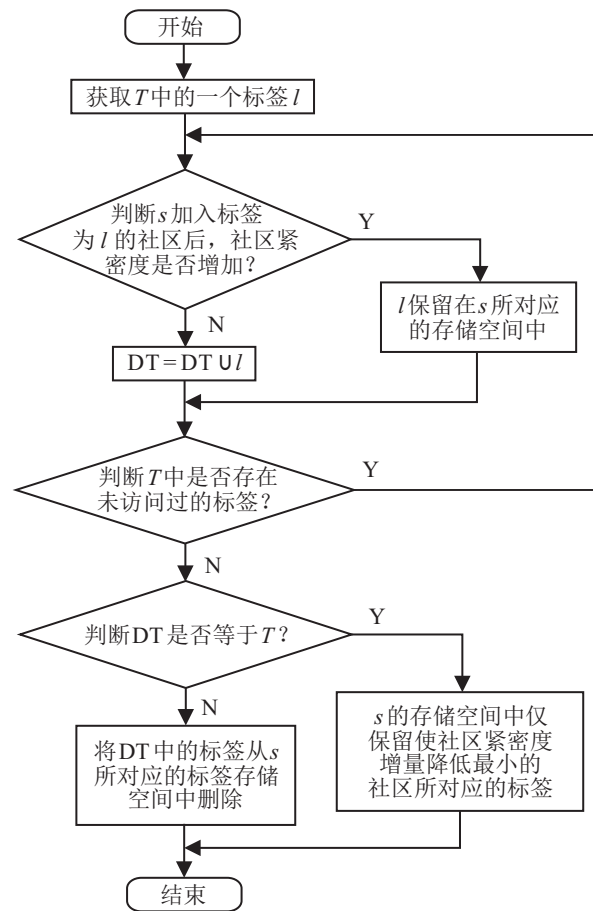 开始
获取T中的一个标签l
判断s加入标签
为l的社区后，社区紧
密度是否增加？
Y
l保留在s所对应
的存储空间中
N
DT=DT∪l
判断T中是否存在
未访问过的标签？
Y
N
判断DT是否等于T？
Y
N
将DT中的标签从s
所对应的标签存储
空间中删除
s的存储空间中仅
保留使社区紧密度
增量降低最小的
社区所对应的标签
结束